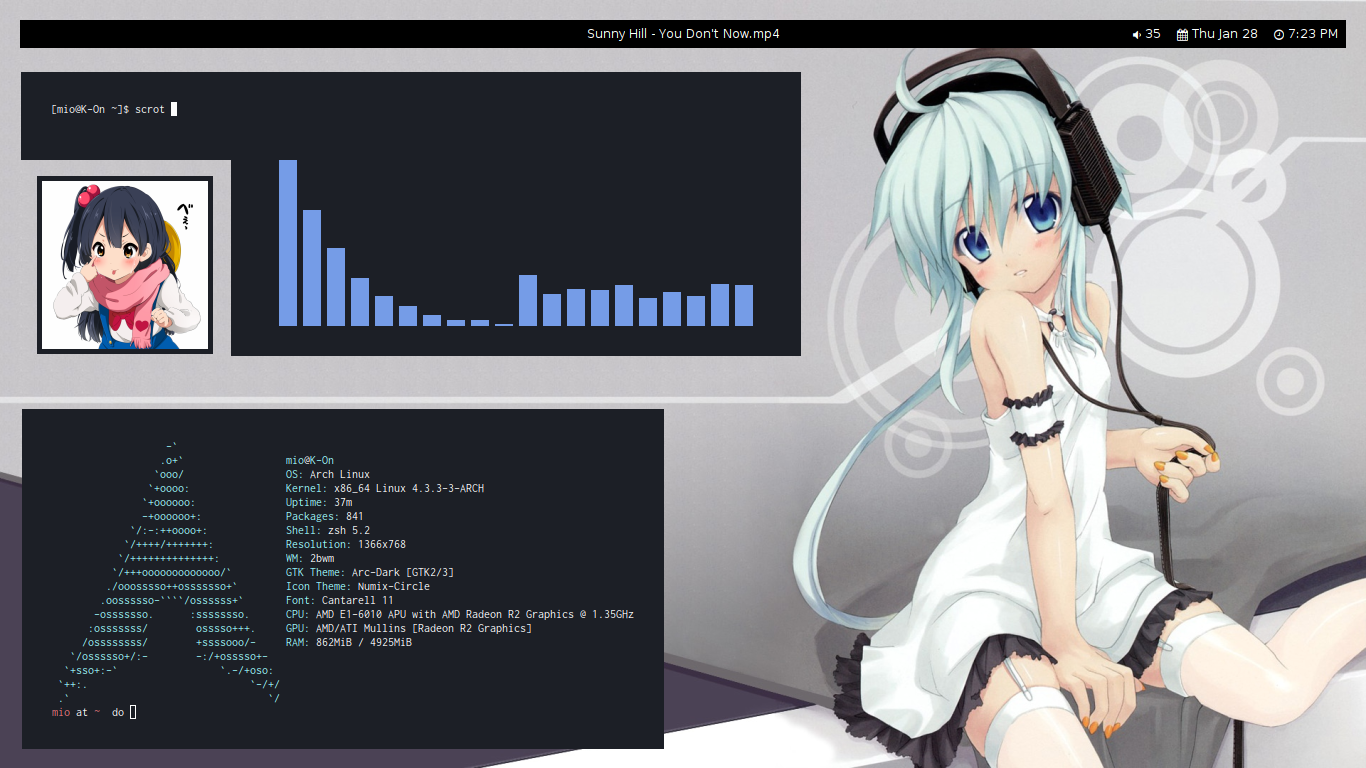 Sunny Hill - You Don't Now.mp4
35 Thu Jan 28 7:23 PM
[mio@K-On ~]$ scrot
べぇ、
-`
.o+`
`ooo/
`+oooo:
`+oooooo:
-+oooooo+:
`/:-:++oooo+:
`/++++/+++++++:
`/++++++++++++++:
`/+++ooooooooooooo/`
./ooosssso++osssssso+`
.oossssso-````/ossssss+`
-osssssso. :ssssssso.
:osssssss/ osssso+++.
/ossssssss/ +ssssooo/-
`/ossssso+/:- -:/+osssso+-
`+sso+:-` `.-/+oso:
`++:. `-/+/
.` `/
mio@K-On
OS: Arch Linux
Kernel: x86_64 Linux 4.3.3-3-ARCH
Uptime: 37m
Packages: 841
Shell: zsh 5.2
Resolution: 1366x768
WM: 2bwm
GTK Theme: Arc-Dark [GTK2/3]
Icon Theme: Numix-Circle
Font: Cantarell 11
CPU: AMD E1-6010 APU with AMD Radeon R2 Graphics @ 1.35GHz
GPU: AMD/ATI Mullins [Radeon R2 Graphics]
RAM: 862MiB / 4925MiB
mio at ~ do